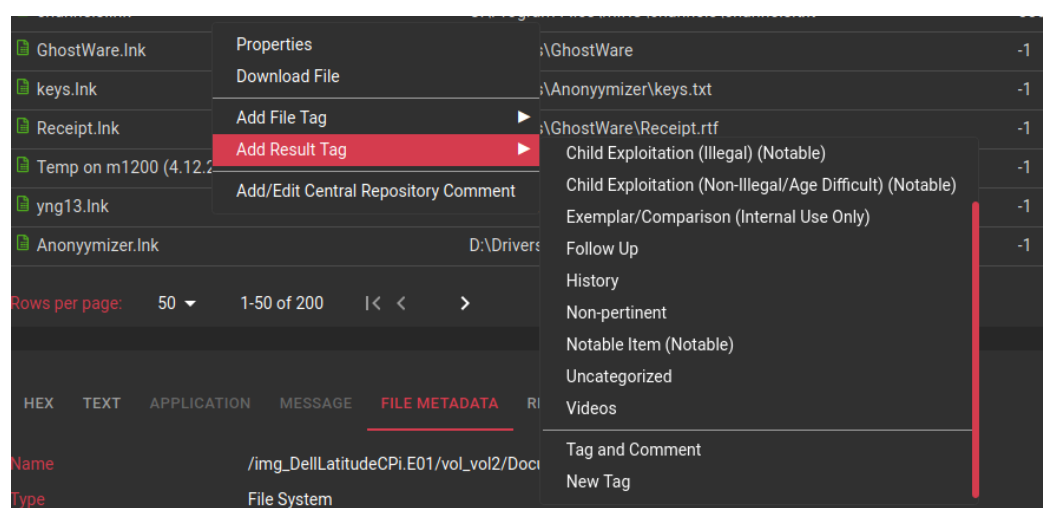 GhostWare.lnk s\GhostWare -1
keys.lnk s\Anonyymizer\keys.txt -1
Receipt.lnk s\GhostWare\Receipt.rtf -1
Temp on m1200 (4.12.2 -1
yng13.lnk -1
Anonyymizer.lnk D:\Drivers -1
Properties
Download File
Add File Tag
Add Result Tag
Add/Edit Central Repository Comment
Child Exploitation (Illegal) (Notable)
Child Exploitation (Non-Illegal/Age Difficult) (Notable)
Exemplar/Comparison (Internal Use Only)
Follow Up
History
Non-pertinent
Notable Item (Notable)
Uncategorized
Videos
Tag and Comment
New Tag
Rows per page: 50 1-50 of 200
HEX TEXT APPLICATION MESSAGE FILE METADATA R
Name /img_DellLatitudeCPi.E01/vol_vol2/Docu
Type File System